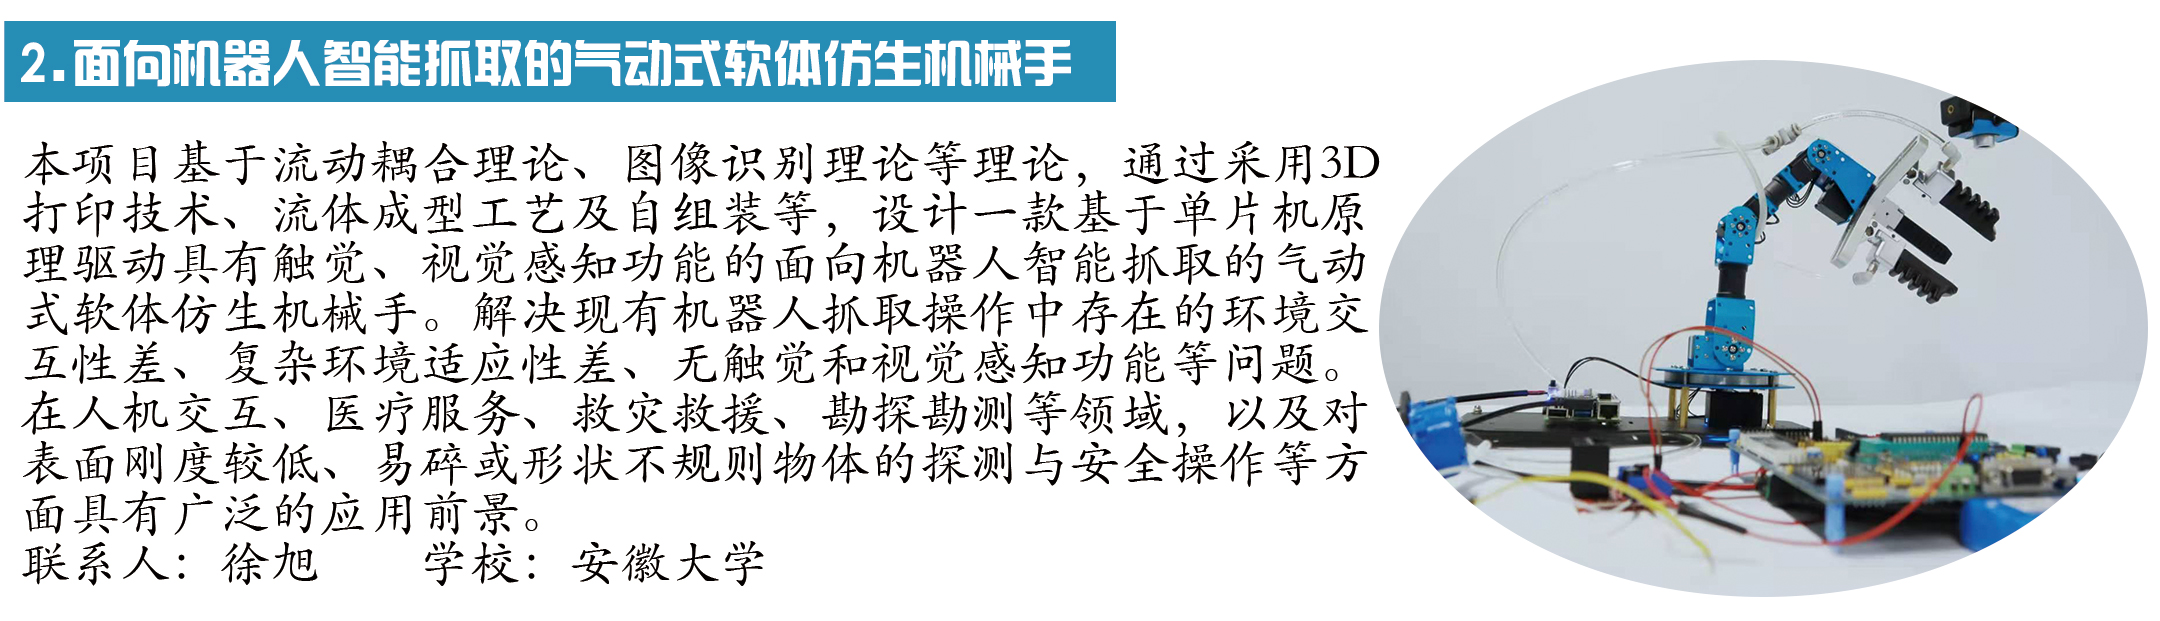 2.面向机器人智能抓取的气动式软体仿生机械手
本项目基于流动耦合理论、图像识别理论等理论，通过采用3D
打印技术、流体成型工艺及自组装等，设计一款基于单片机原
理驱动具有触觉、视觉感知功能的面向机器人智能抓取的气动
式软体仿生机械手。解决现有机器人抓取操作中存在的环境交
互性差、复杂环境适应性差、无触觉和视觉感知功能等问题。
在人机交互、医疗服务、救灾救援、勘探勘测等领域，以及对
表面刚度较低、易碎或形状不规则物体的探测与安全操作等方
面具有广泛的应用前景。
联系人：徐旭 学校：安徽大学